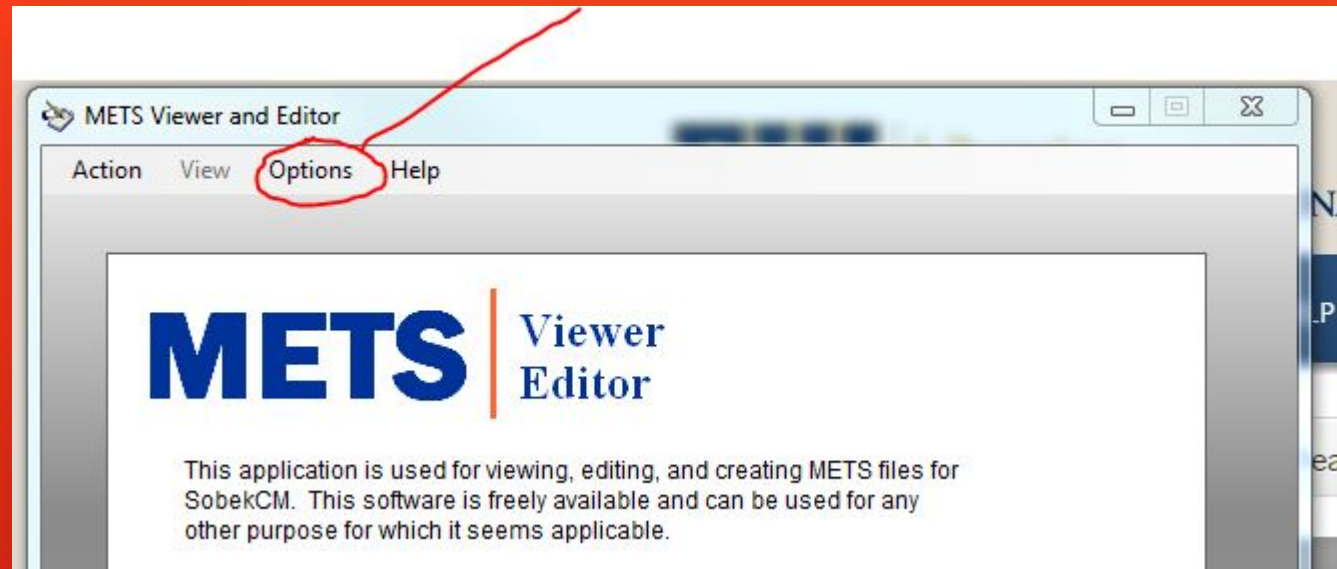 METS Viewer and Editor
Action View Options Help
METS
Viewer
Editor
This application is used for viewing, editing, and creating METS files for
SobekCM. This software is freely available and can be used for any
other purpose for which it seems applicable.